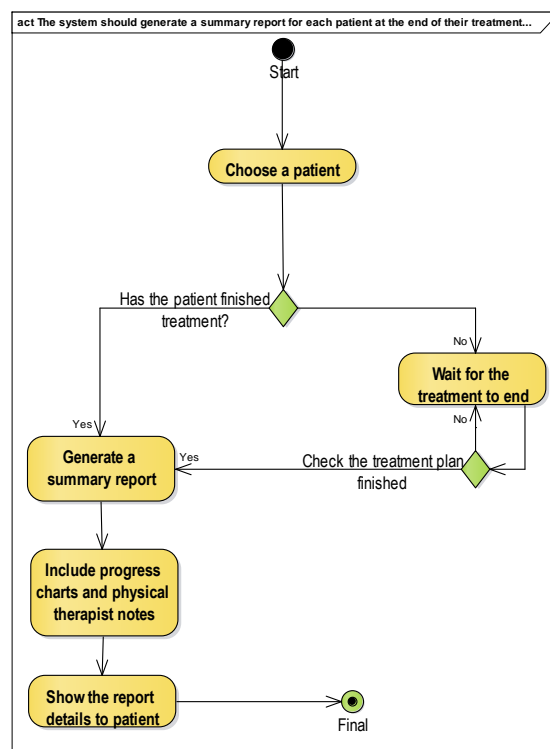 act The system should generate a summary report for each patient at the end of their treatment...
Start
Choose a patient
Has the patient finished
treatment?
No
Wait for the
treatment to end
Yes
No
Generate a
summary report
Yes
Check the treatment plan
finished
Include progress
charts and physical
therapist notes
Show the report
details to patient
Final